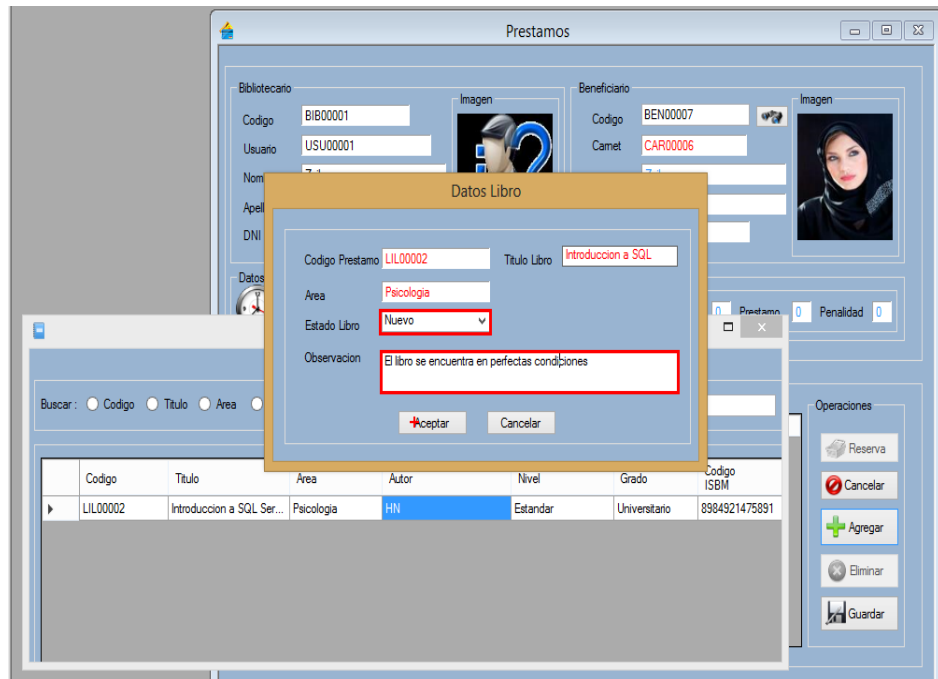 Prestamos
Bibliotecario
Codigo BIB00001
Usuario USU00001
Imagen
Beneficiario
Codigo BEN00007
Carnet CAR00006
Imagen
DNI
Datos
0 Prestamo 0 Penalidad 0
Datos Libro
Codigo Prestamo LIL00002 Titulo Libro Introduccion a SQL
Area Psicologia
Estado Libro Nuevo
Observacion El libro se encuentra en perfectas condiciones
Aceptar Cancelar
Buscar : Codigo Titulo Area
Codigo Titulo Area Autor Nivel Grado Codigo ISBM
LIL00002 Introduccion a SQL Ser... Psicologia HN Estandar Universitario 8984921475891
Operaciones
Reserva
Cancelar
Agregar
Eliminar
Guardar